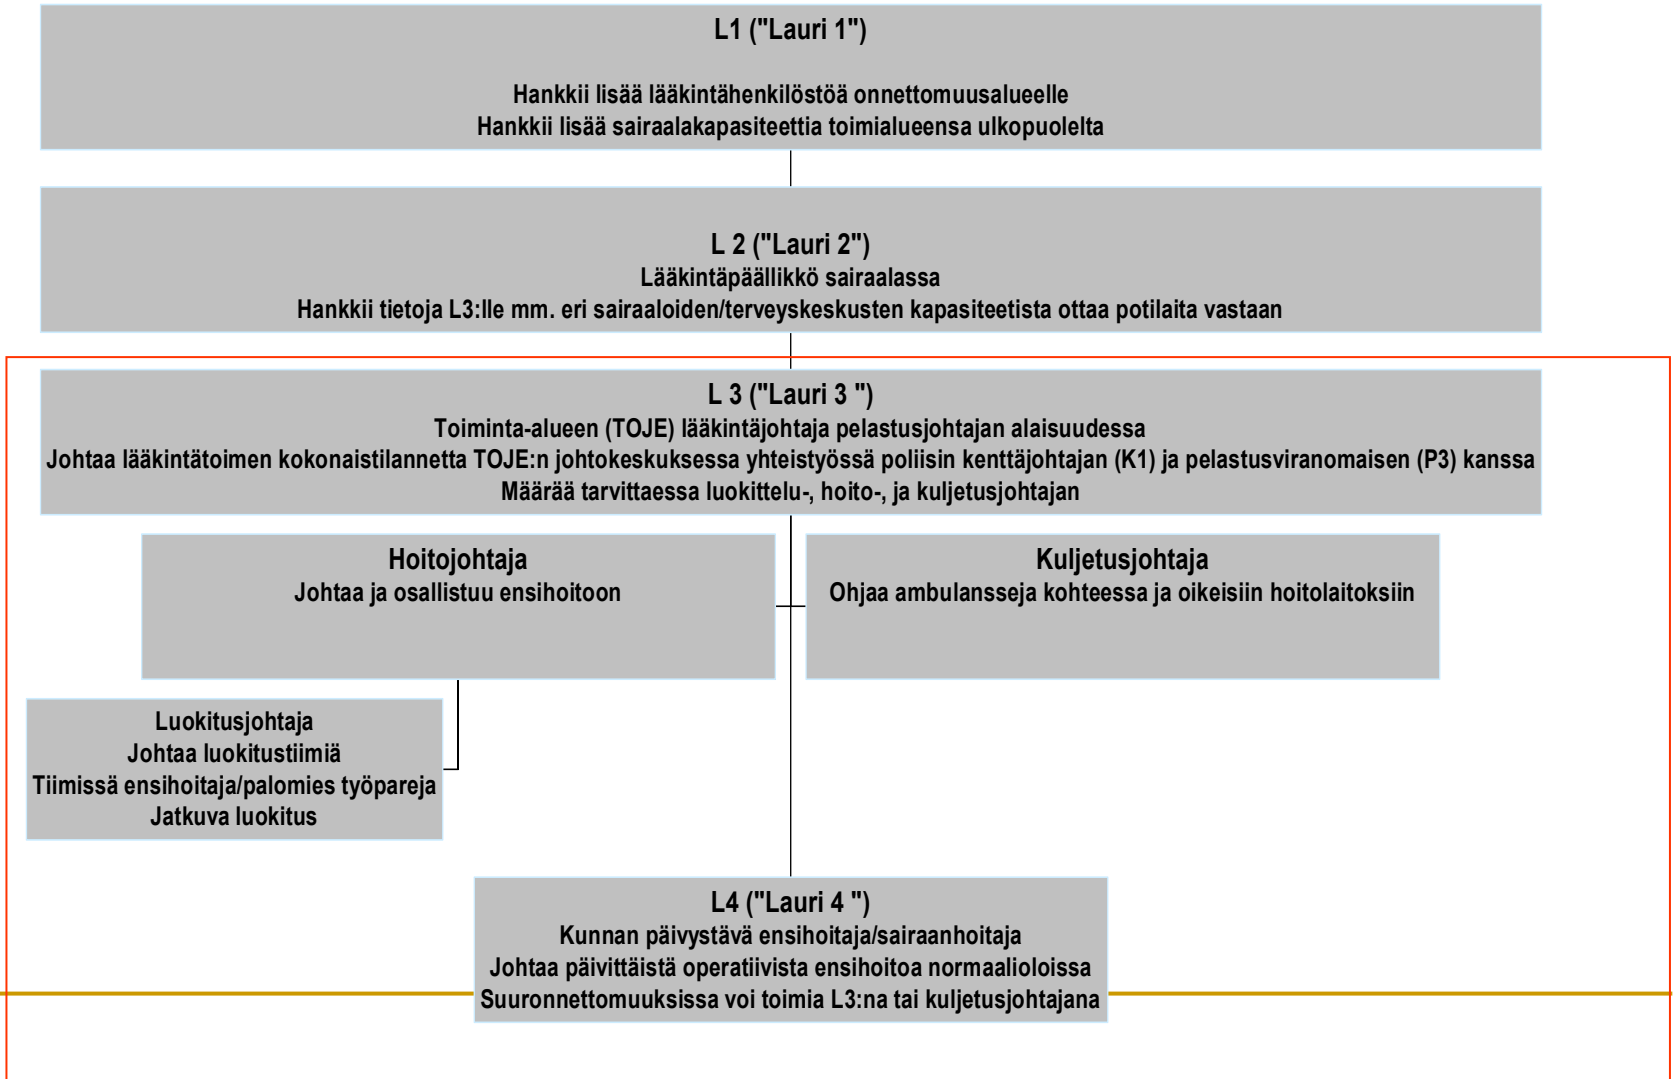 L1 ("Lauri 1")
Hankkii lisää lääkintähenkilöstöä onnettomuusalueelle
Hankkii lisää sairaalakapasiteettia toimialueensa ulkopuolelta
L 2 ("Lauri 2")
Lääkintäpäällikkö sairaalassa
Hankkii tietoja L3:lle mm. eri sairaaloiden/terveyskeskusten kapasiteetista ottaa potilaita vastaan
L 3 ("Lauri 3 ")
Toiminta-alueen (TOJE) lääkintäjohtaja pelastusjohtajan alaisuudessa
Johtaa lääkintätoimen kokonaistilannetta TOJE:n johtokeskuksessa yhteistyössä poliisin kenttäjohtajan (K1) ja pelastusviranomaisen (P3) kanssa
Määrää tarvittaessa luokittelu-, hoito-, ja kuljetusjohtajan
Hoitojohtaja
Johtaa ja osallistuu ensihoitoon
Kuljetusjohtaja
Ohjaa ambulansseja kohteessa ja oikeisiin hoitolaitoksiin
Luokitusjohtaja
Johtaa luokitustiimiä
Tiimissä ensihoitaja/palomies työpareja
Jatkuva luokitus
L4 ("Lauri 4 ")
Kunnan päivystävä ensihoitaja/sairaanhoitaja
Johtaa päivittäistä operatiivista ensihoitoa normaalioloissa
Suuronnettomuuksissa voi toimia L3:na tai kuljetusjohtajana